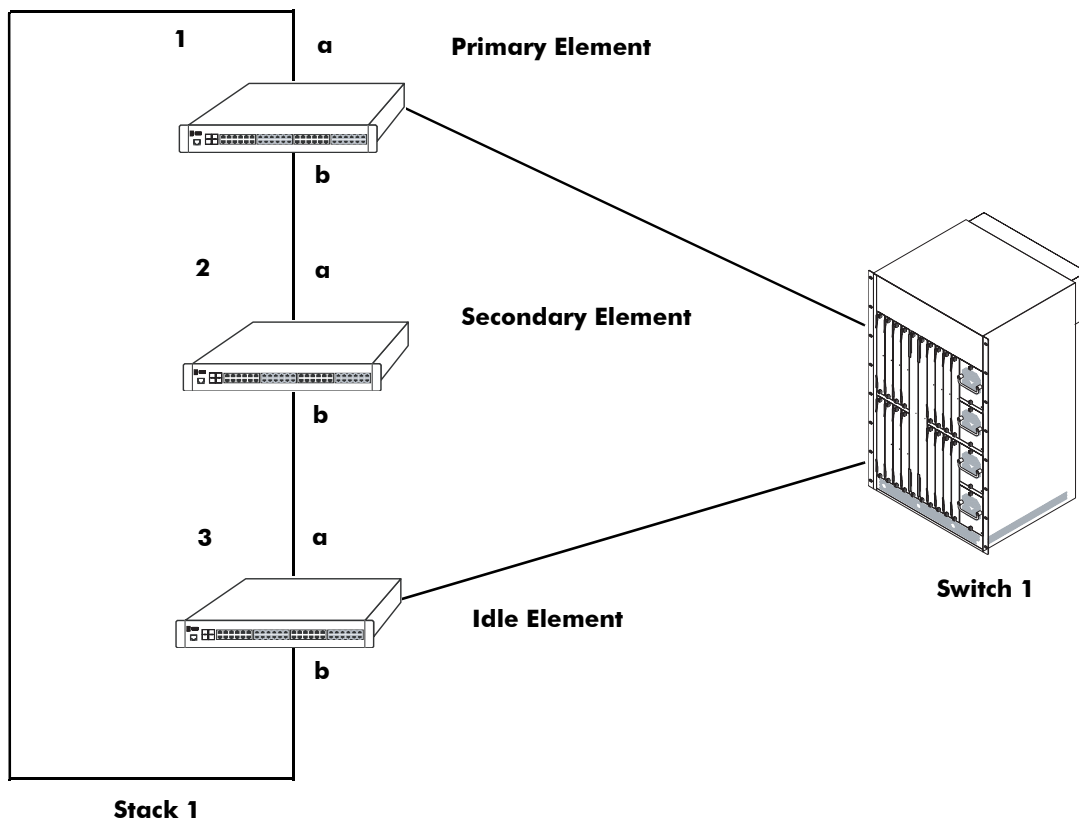 1
a
Primary Element
b
2
a
Secondary Element
b
3
a
Idle Element
b
Switch 1
Stack 1